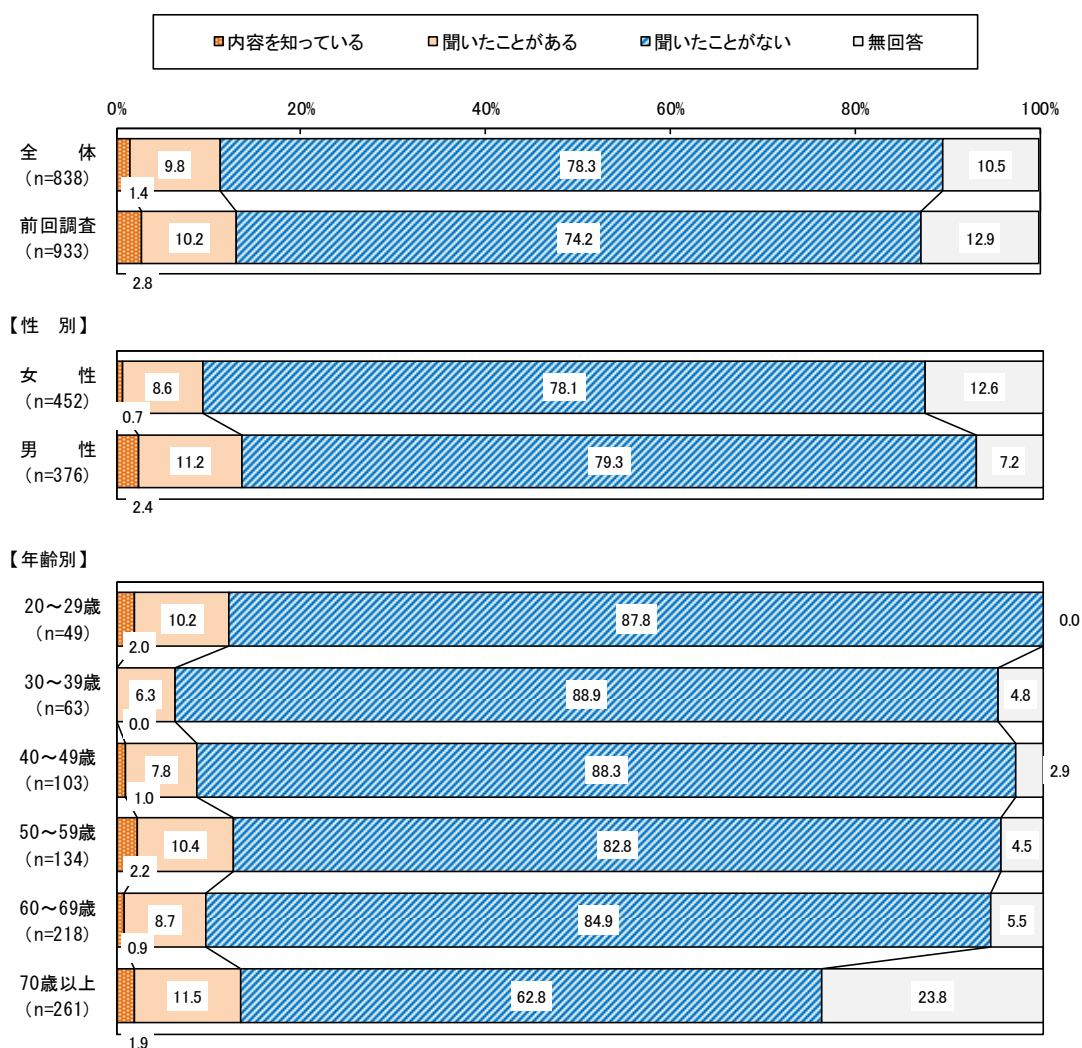 内容を知っている 聞いたことがある 聞いたことがない 無回答
0% 20% 40% 60% 80% 100%
全 体
(n=838)
9.8 78.3 10.5
1.4
前回調査
(n=933)
10.2 74.2 12.9
2.8
【性 別】
女 性
(n=452)
8.6 78.1 12.6
0.7
男 性
(n=376)
11.2 79.3 7.2
2.4
【年齢別】
20~29歳
(n=49)
10.2 87.8 0.0
2.0
30~39歳
(n=63)
6.3 88.9 4.8
0.0
40~49歳
(n=103)
7.8 88.3 2.9
1.0
50~59歳
(n=134)
10.4 82.8 4.5
2.2
60~69歳
(n=218)
8.7 84.9 5.5
0.9
70歳以上
(n=261)
11.5 62.8 23.8
1.9